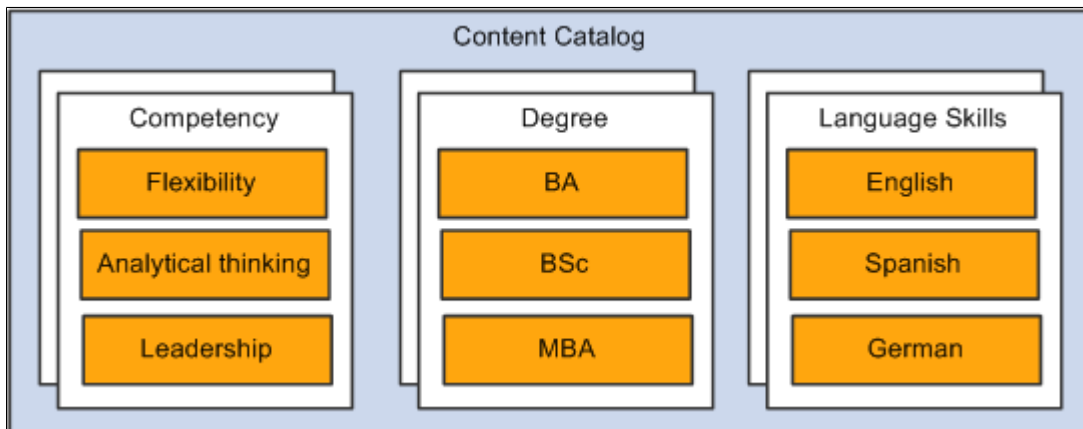 Content Catalog
Competency
Flexibility
Analytical thinking
Leadership
Degree
BA
BSc
MBA
Language Skills
English
Spanish
German